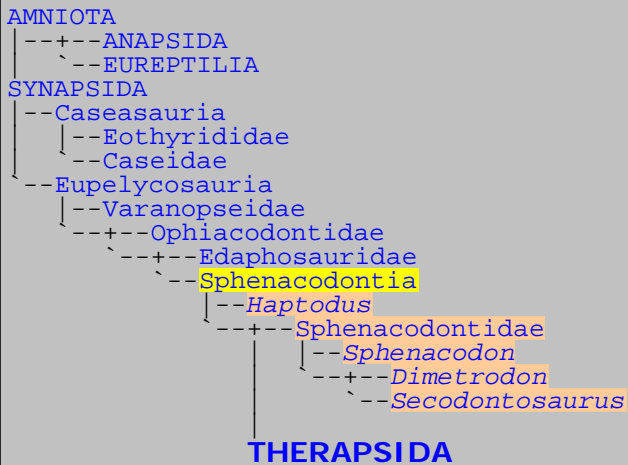 AMNIOTA
|--+--ANAPSIDA
|  `--EUREPTILIA
SYNAPSIDA
|--Caseasauria
|  |--Eothyrididae
|  `--Caseidae
`--Eupelycosauria
   |--Varanopseidae
   `--+--Ophiacodontidae
      `--+--Edaphosauridae
         `--Sphenacodontia
            |--Haptodus
            `--+--Sphenacodontidae
               |  |--Sphenacodon
               |  `--+--Dimetrodon
               |     `--Secodontosaurus
               |
               THERAPSIDA